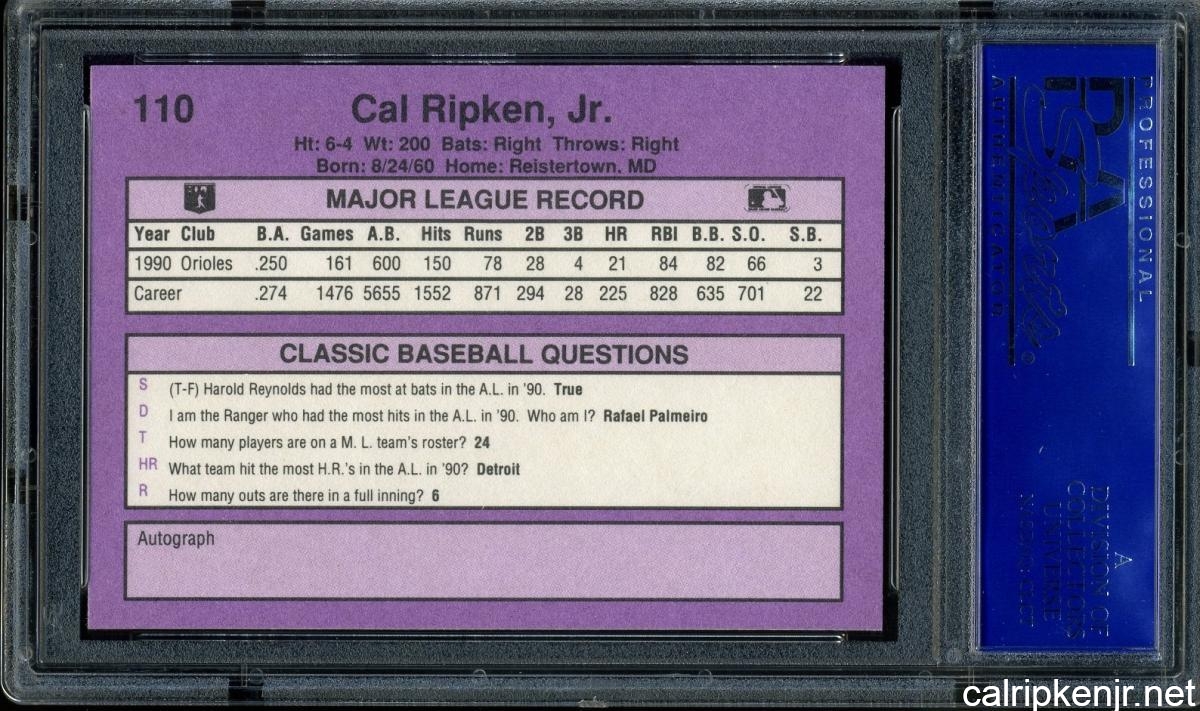 110 Cal Ripken, Jr.
Ht: 6-4 Wt: 200 Bats: Right Throws: Right
Born: 8/24/60 Home: Reistertown, MD
MAJOR LEAGUE RECORD
Year Club B.A. Games A.B. Hits Runs 2B 3B HR RBI B.B. S.O. S.B.
1990 Orioles .250 161 600 150 78 28 4 21 84 82 66 3
Career .274 1476 5655 1552 871 294 28 225 828 635 701 22
CLASSIC BASEBALL QUESTIONS
S (T-F) Harold Reynolds had the most at bats in the A.L. in '90. True
D I am the Ranger who had the most hits in the A.L. in '90. Who am I? Rafael Palmeiro
T How many players are on a M. L. team's roster? 24
HR What team hit the most H.R.'s in the A.L. in '90? Detroit
R How many outs are there in a full inning? 6
Autograph
PROFESSIONAL
PSA
AUTHENTICATOR
A
DIVISION OF
COLLECTORS
UNIVERSE
NASDAQ: CLCT
calripkenjr.net